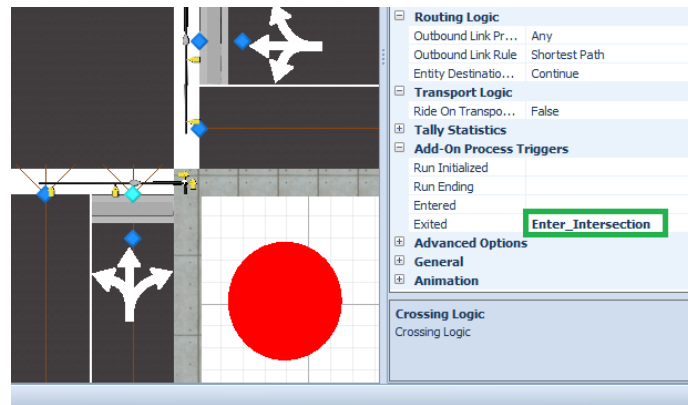 Routing Logic
Outbound Link Pr... Any
Outbound Link Rule Shortest Path
Entity Destinatio... Continue
Transport Logic
Ride On Transpo... False
Tally Statistics
Add-On Process Triggers
Run Initialized
Run Ending
Entered
Exited Enter_Intersection
Advanced Options
General
Animation
Crossing Logic
Crossing Logic